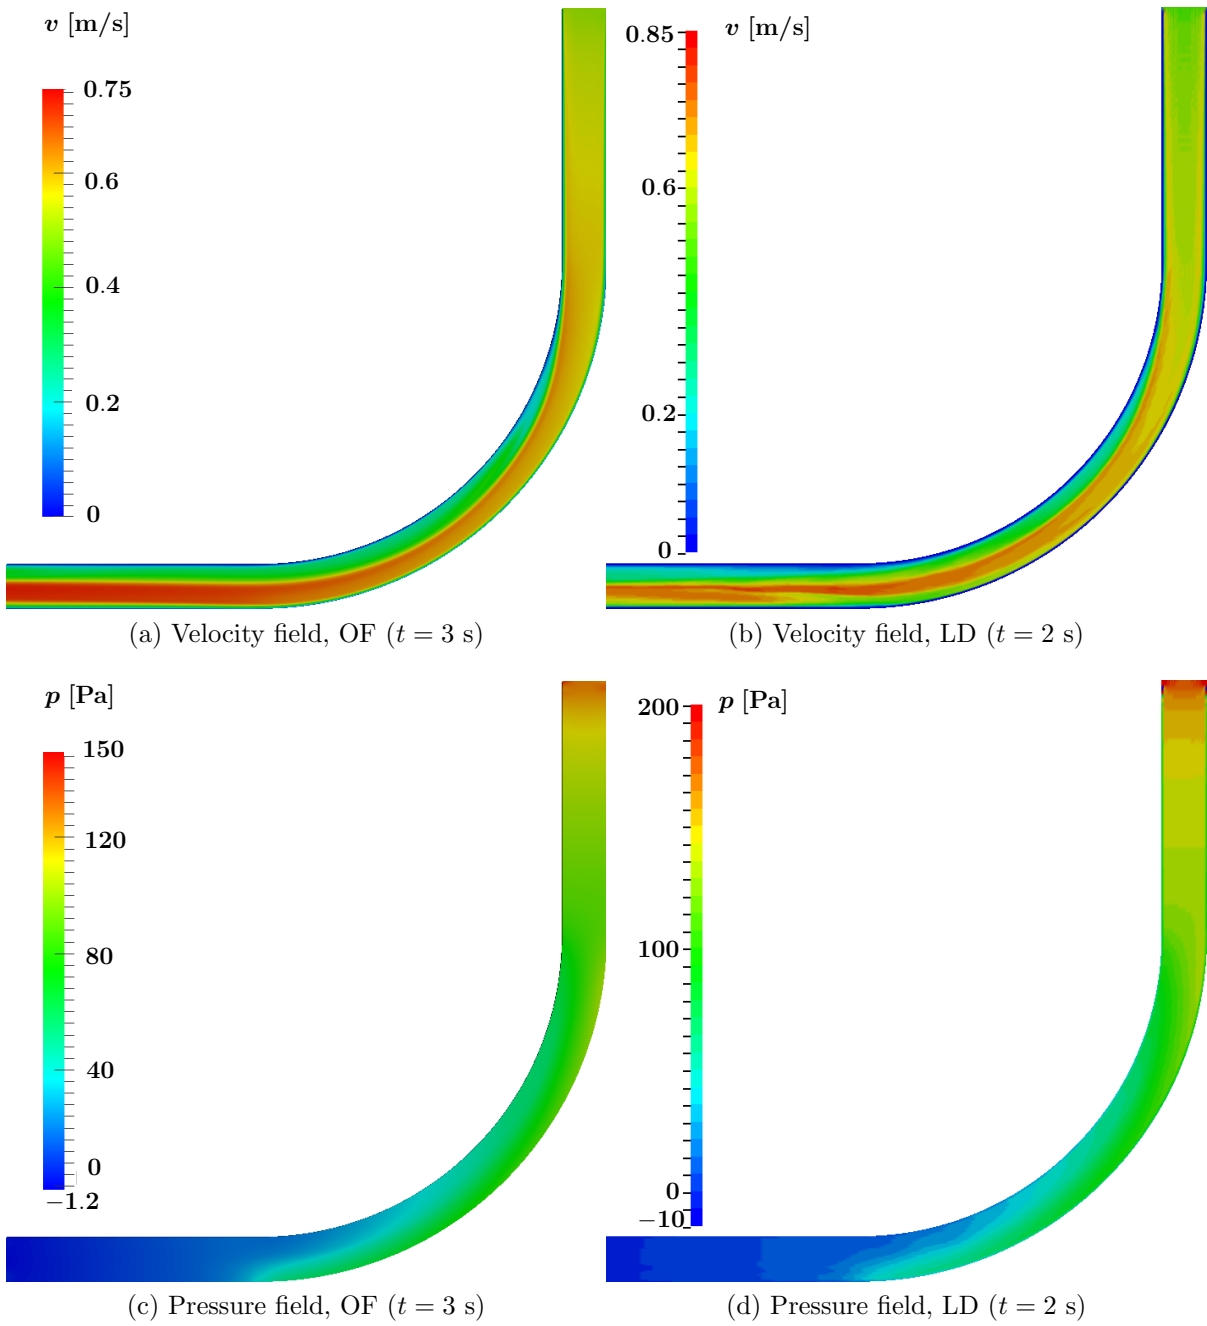 v [m/s]
0.75
0.6
0.4
0.2
0
(a) Velocity field, OF (t = 3 s)
0.85
v [m/s]
0.6
0.2
0
(b) Velocity field, LD (t = 2 s)
p [Pa]
150
120
80
40
0
−1.2
(c) Pressure field, OF (t = 3 s)
200
p [Pa]
100
0
−10
(d) Pressure field, LD (t = 2 s)